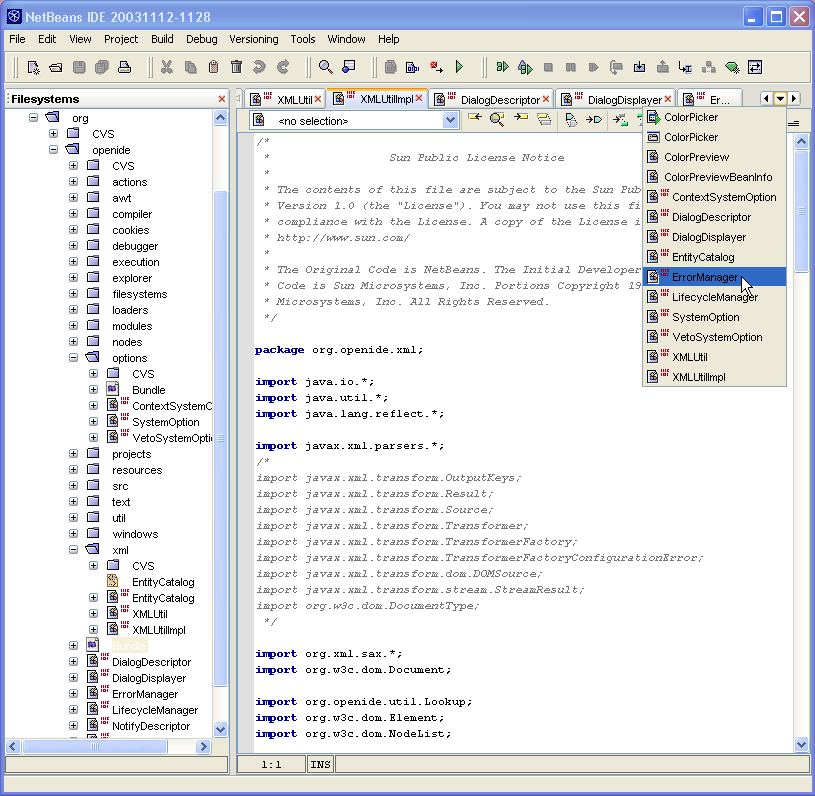 NetBeans IDE 20031112-1128
File Edit View Project Build Debug Versioning Tools Window Help
Filesystems
org
CVS
openide
CVS
actions
awt
compiler
cookies
debugger
execution
explorer
filesystems
loaders
modules
nodes
options
CVS
Bundle
ContextSystemC
SystemOption
VetoSystemOptio
projects
resources
src
text
util
windows
xml
CVS
EntityCatalog
EntityCatalog
XMLUtil
XMLUtilImpl
Bundle
DialogDescriptor
DialogDisplayer
ErrorManager
LifecycleManager
NotifyDescriptor
XMLUtil XMLUtilImpl DialogDescriptor DialogDisplayer Er...
<no selection>
/*
* Sun Public License Notice
*
* The contents of this file are subject to the Sun Pub
* Version 1.0 (the "License"). You may not use this fi
* compliance with the License. A copy of the License i
* http://www.sun.com/
*
* The Original Code is NetBeans. The Initial Developer
* Code is Sun Microsystems, Inc. Portions Copyright 19
* Microsystems, Inc. All Rights Reserved.
*/
package org.openide.xml;
import java.io.*;
import java.util.*;
import java.lang.reflect.*;
import javax.xml.parsers.*;
/*
import javax.xml.transform.OutputKeys;
import javax.xml.transform.Result;
import javax.xml.transform.Source;
import javax.xml.transform.Transformer;
import javax.xml.transform.TransformerFactory;
import javax.xml.transform.TransformerFactoryConfigurationError;
import javax.xml.transform.dom.DOMSource;
import javax.xml.transform.stream.StreamResult;
import org.w3c.dom.DocumentType;
*/
import org.xml.sax.*;
import org.w3c.dom.Document;
import org.openide.util.Lookup;
import org.w3c.dom.Element;
import org.w3c.dom.NodeList;
ColorPicker
ColorPicker
ColorPreview
ColorPreviewBeanInfo
ContextSystemOption
DialogDescriptor
DialogDisplayer
EntityCatalog
ErrorManager
LifecycleManager
SystemOption
VetoSystemOption
XMLUtil
XMLUtilImpl
1:1 INS